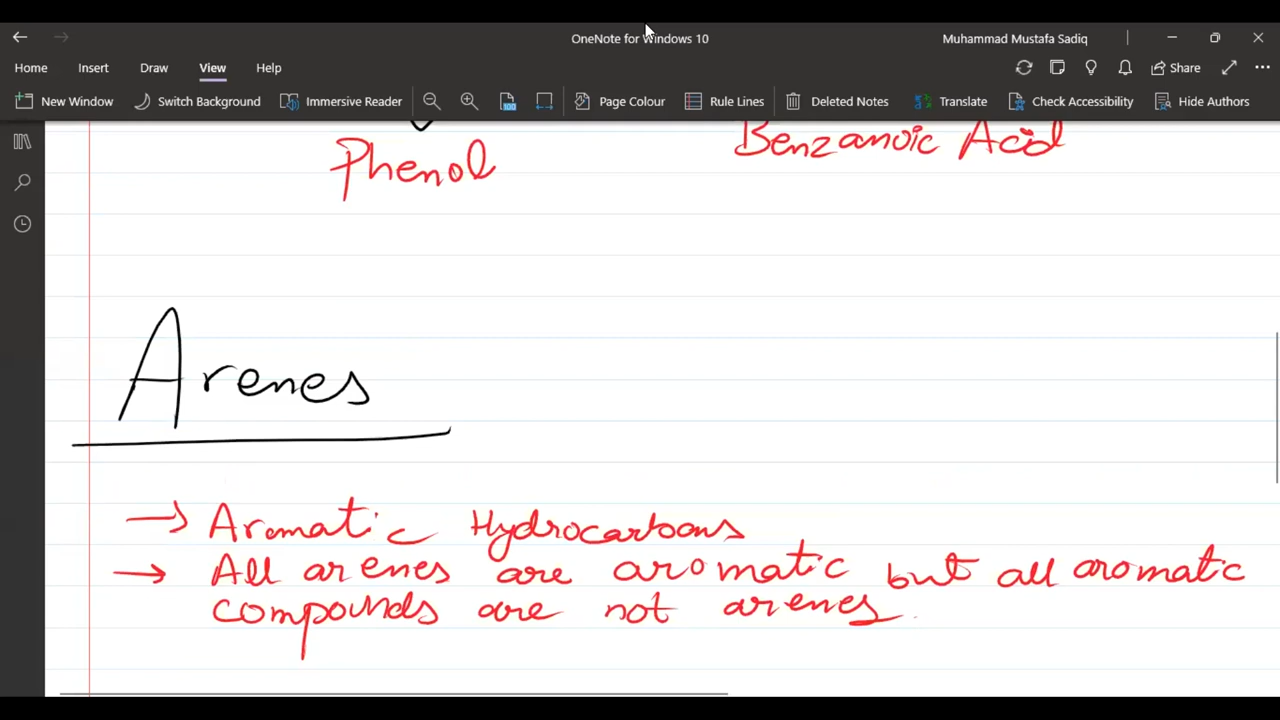 OneNote for Windows 10
Muhammad Mustafa Sadiq
Home Insert Draw View Help
Share
New Window Switch Background Immersive Reader Page Colour Rule Lines Deleted Notes Translate Check Accessibility Hide Authors
Phenol
Benzanoic Acid
Arenes
→ Aromatic Hydrocarbons
→ All arenes are aromatic but all aromatic
compounds are not arenes.